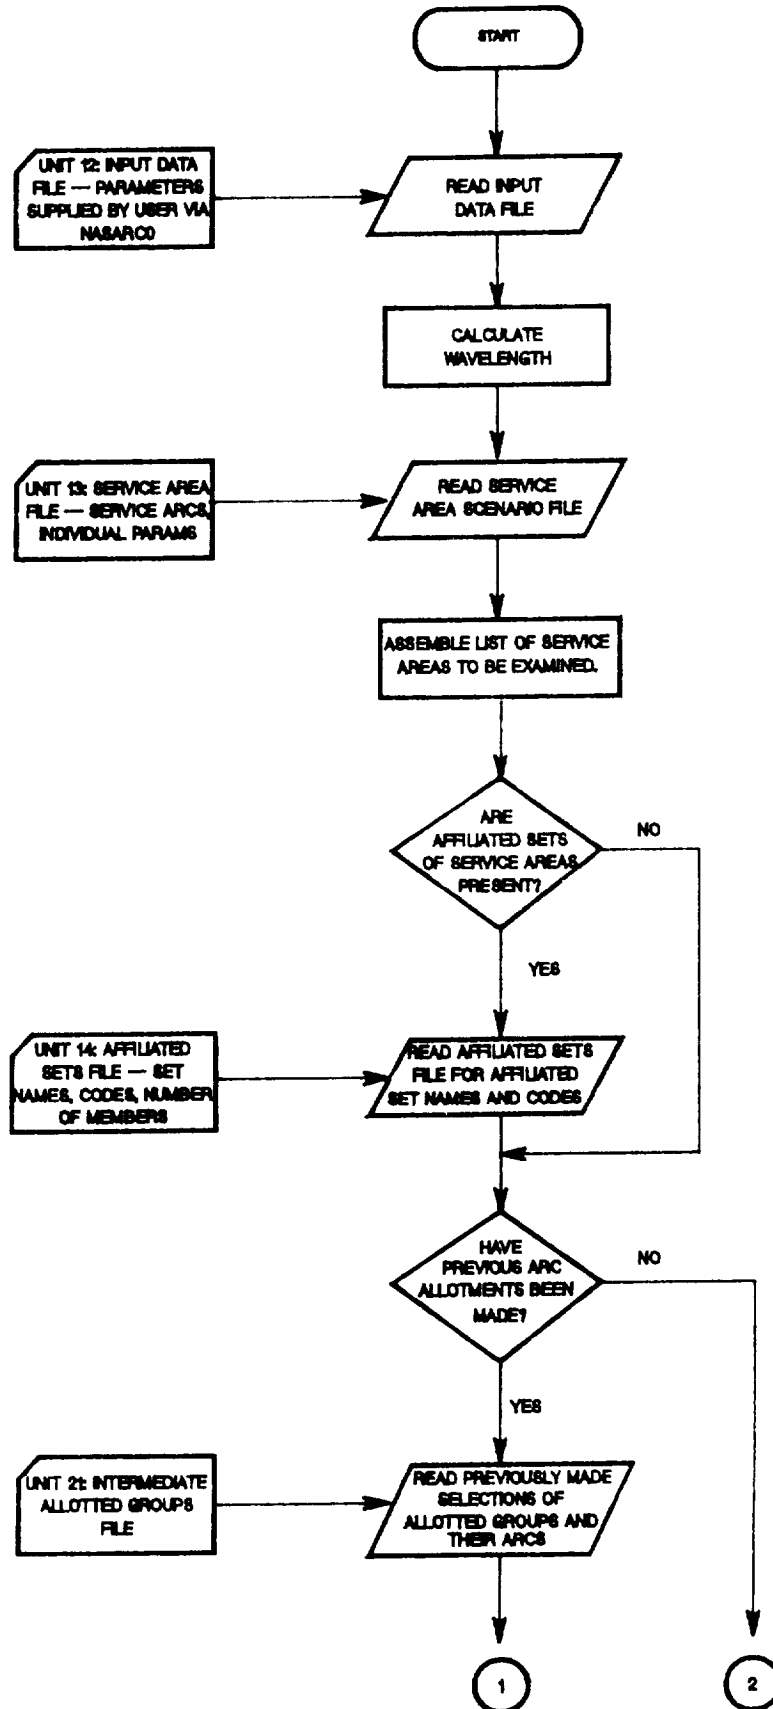 START
UNIT 12: INPUT DATA
FILE — PARAMETERS
SUPPLIED BY USER VIA
NASARC0
READ INPUT
DATA FILE
CALCULATE
WAVELENGTH
UNIT 13: SERVICE AREA
FILE — SERVICE ARCS,
INDIVIDUAL PARAMS
READ SERVICE
AREA SCENARIO FILE
ASSEMBLE LIST OF SERVICE
AREAS TO BE EXAMINED.
ARE
AFFILIATED SETS
OF SERVICE AREAS
PRESENT?
NO
YES
UNIT 14: AFFILIATED
SETS FILE — SET
NAMES, CODES, NUMBER
OF MEMBERS
READ AFFILIATED SETS
FILE FOR AFFILIATED
SET NAMES AND CODES
HAVE
PREVIOUS ARC
ALLOTMENTS BEEN
MADE?
NO
YES
UNIT 21: INTERMEDIATE
ALLOTTED GROUPS
FILE
READ PREVIOUSLY MADE
SELECTIONS OF
ALLOTTED GROUPS AND
THEIR ARCS
1
2